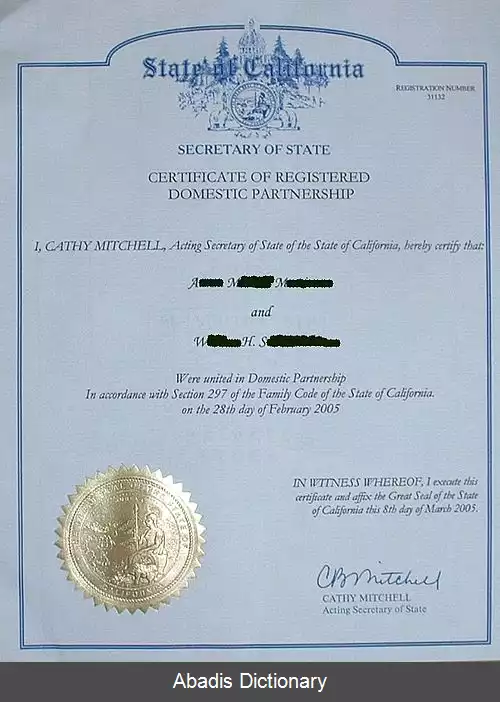 State of California
REGISTRATION NUMBER
31132
SECRETARY OF STATE
CERTIFICATE OF REGISTERED
DOMESTIC PARTNERSHIP
I, CATHY MITCHELL, Acting Secretary of State of the State of California, hereby certify that:
A M M
and
W H. S
Were united in Domestic Partnership
In accordance with Section 297 of the Family Code of the State of California.
on the 28th day of February 2005
IN WITNESS WHEREOF, I execute this
certificate and affix the Great Seal of the State
of California this 8th day of March 2005.
CBMitchell
CATHY MITCHELL
Acting Secretary of State
Abadis Dictionary